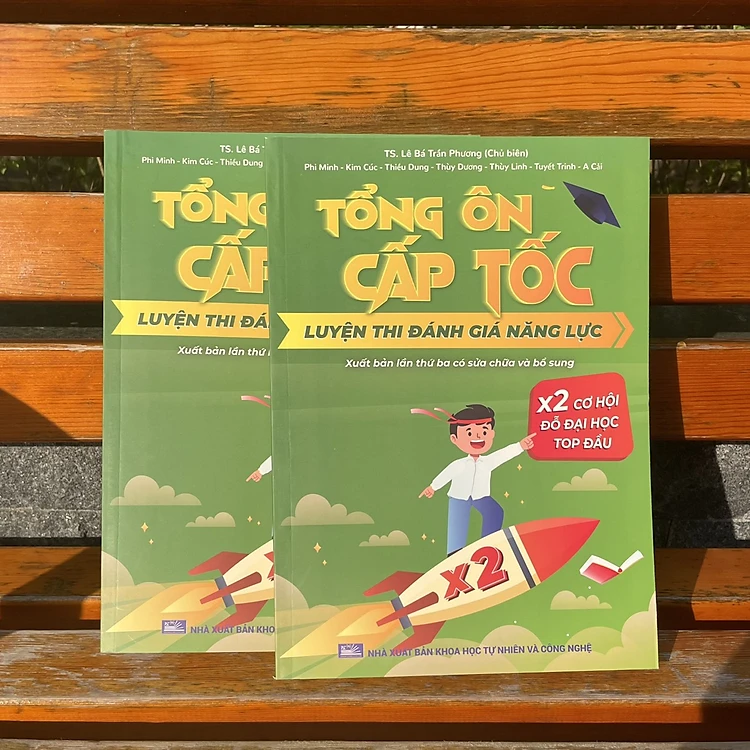 TS. Lê Bá
Phi Minh - Kim Cúc - Thiều Dung
TỔNG
CẤP
LUYỆN THI
Xuất bản lần thứ
NHÀ XUẤT BẢN KHOA
TS. Lê Bá Trần Phương (Chủ biên)
Phi Minh - Kim Cúc - Thiều Dung - Thùy Dương - Thùy Linh - Tuyết Trinh - A Cải
TỔNG ÔN
CẤP TỐC
LUYỆN THI ĐÁNH GIÁ NĂNG LỰC
Xuất bản lần thứ ba có sửa chữa và bổ sung
X2 CƠ HỘI
ĐỖ ĐẠI HỌC
TOP ĐẦU
X2
NHÀ XUẤT BẢN KHOA HỌC TỰ NHIÊN VÀ CÔNG NGHỆ